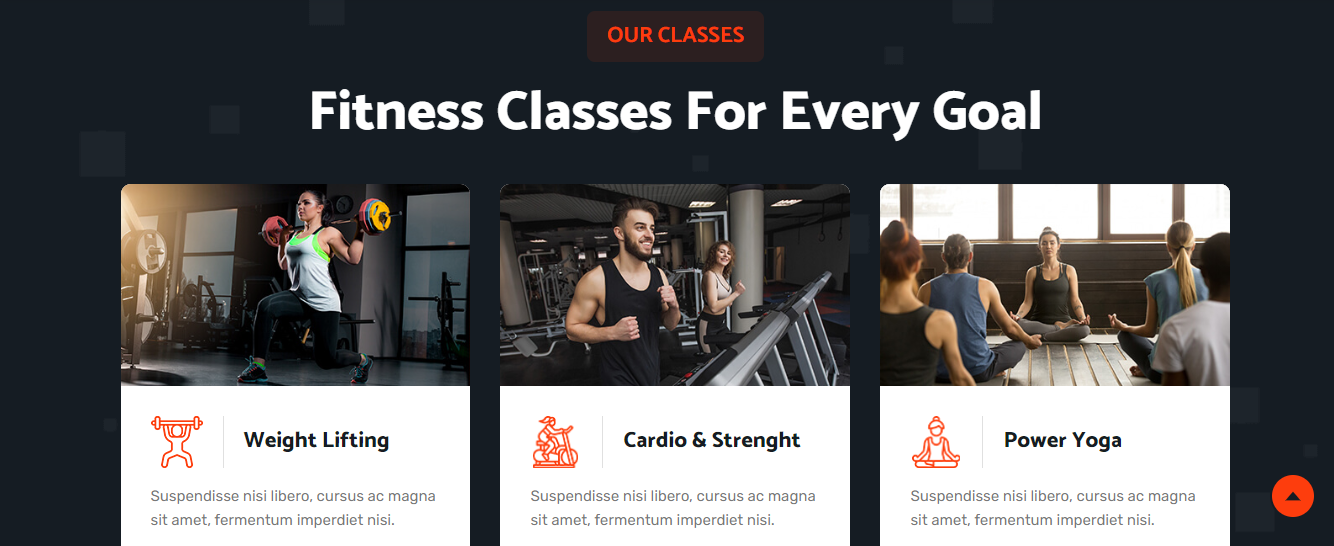 OUR CLASSES
Fitness Classes For Every Goal
Weight Lifting
Suspendisse nisi libero, cursus ac magna
sit amet, fermentum imperdiet nisi.
Cardio & Strenght
Suspendisse nisi libero, cursus ac magna
sit amet, fermentum imperdiet nisi.
Power Yoga
Suspendisse nisi libero, cursus ac magna
sit amet, fermentum imperdiet nisi.